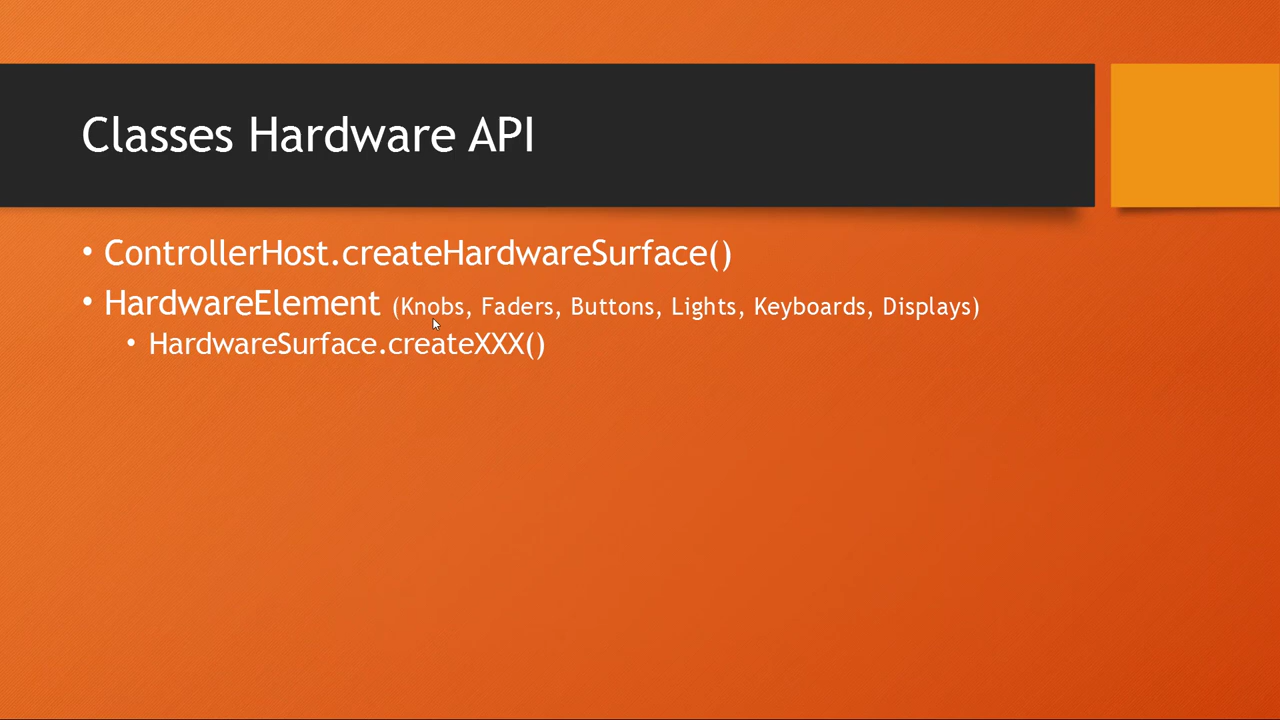 Classes Hardware API
• ControllerHost.createHardwareSurface()
• HardwareElement (Knobs, Faders, Buttons, Lights, Keyboards, Displays)
• HardwareSurface.createXXX()